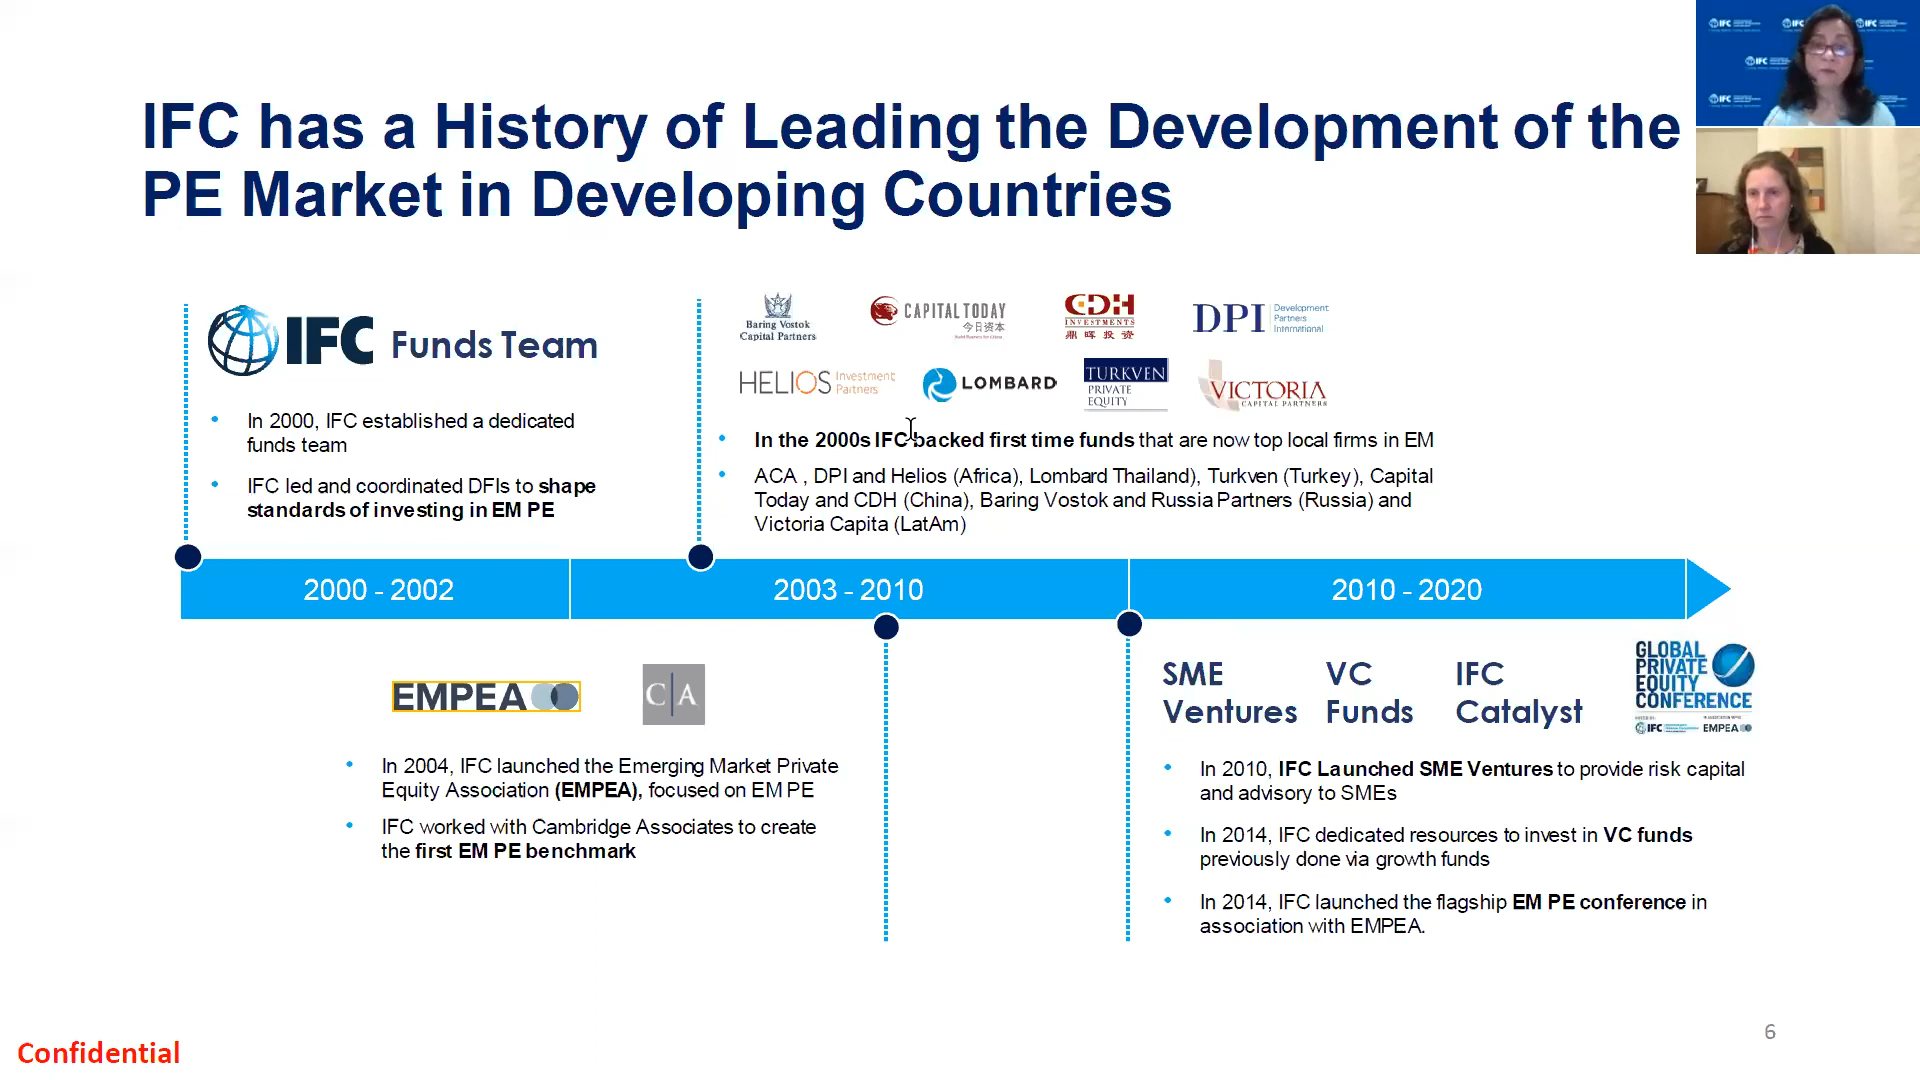 IFC has a History of Leading the Development of the
PE Market in Developing Countries
IFC Funds Team
In 2000, IFC established a dedicated
funds team
IFC led and coordinated DFIs to shape
standards of investing in EM PE
Baring Vostok
Capital Partners
CAPITAL TODAY
今日资本
CDH
INVESTMENTS
鼎晖投资
DPI Development
Partners
International
HELIOS Investment
Partners
LOMBARD
TURKVEN
PRIVATE
EQUITY
VICTORIA
CAPITAL PARTNERS
In the 2000s IFC backed first time funds that are now top local firms in EM
ACA , DPI and Helios (Africa), Lombard Thailand), Turkven (Turkey), Capital
Today and CDH (China), Baring Vostok and Russia Partners (Russia) and
Victoria Capita (LatAm)
2000 - 2002
2003 - 2010
2010 - 2020
EMPEA
C|A
In 2004, IFC launched the Emerging Market Private
Equity Association (EMPEA), focused on EM PE
IFC worked with Cambridge Associates to create
the first EM PE benchmark
SME
Ventures
VC
Funds
IFC
Catalyst
GLOBAL
PRIVATE
EQUITY
CONFERENCE
IFC
EMPEA
In 2010, IFC Launched SME Ventures to provide risk capital
and advisory to SMEs
In 2014, IFC dedicated resources to invest in VC funds
previously done via growth funds
In 2014, IFC launched the flagship EM PE conference in
association with EMPEA.
6
Confidential
IFC
IFC
IFC
IFC
IFC